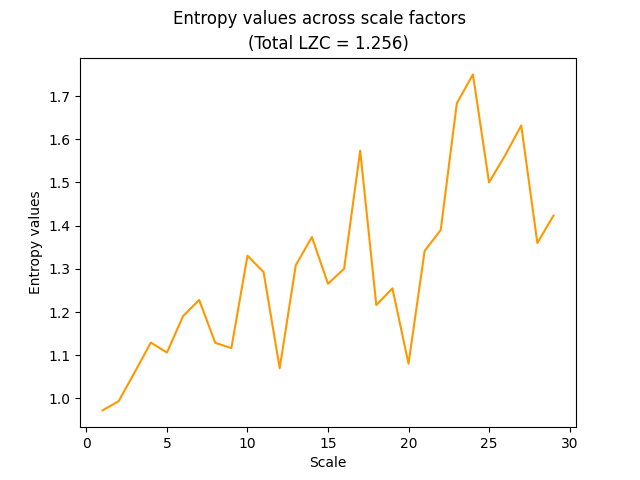 Entropy values across scale factors
(Total LZC = 1.256)
1.7
1.6
1.5
1.4
1.3
1.2
1.1
1.0
Entropy values
0 5 10 15 20 25 30
Scale